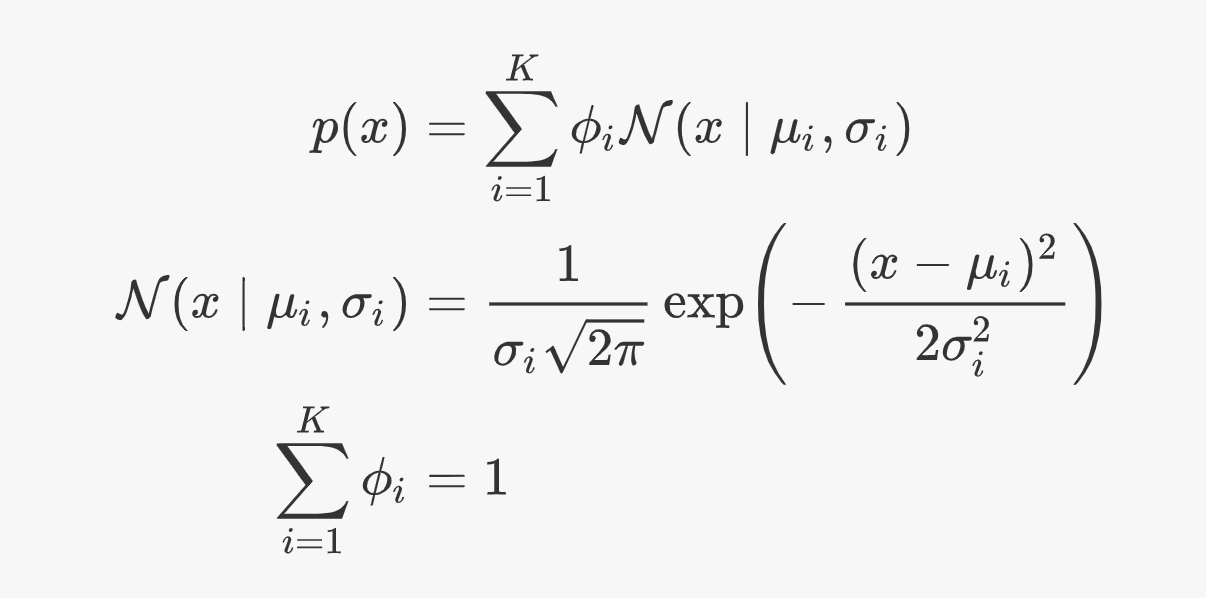 p(x) = \sum_{i=1}^{K} \phi_i \mathcal{N}(x \mid \mu_i, \sigma_i)
\mathcal{N}(x \mid \mu_i, \sigma_i) = \frac{1}{\sigma_i \sqrt{2\pi}} \exp\left(-\frac{(x - \mu_i)^2}{2\sigma_i^2}\right)
\sum_{i=1}^{K} \phi_i = 1